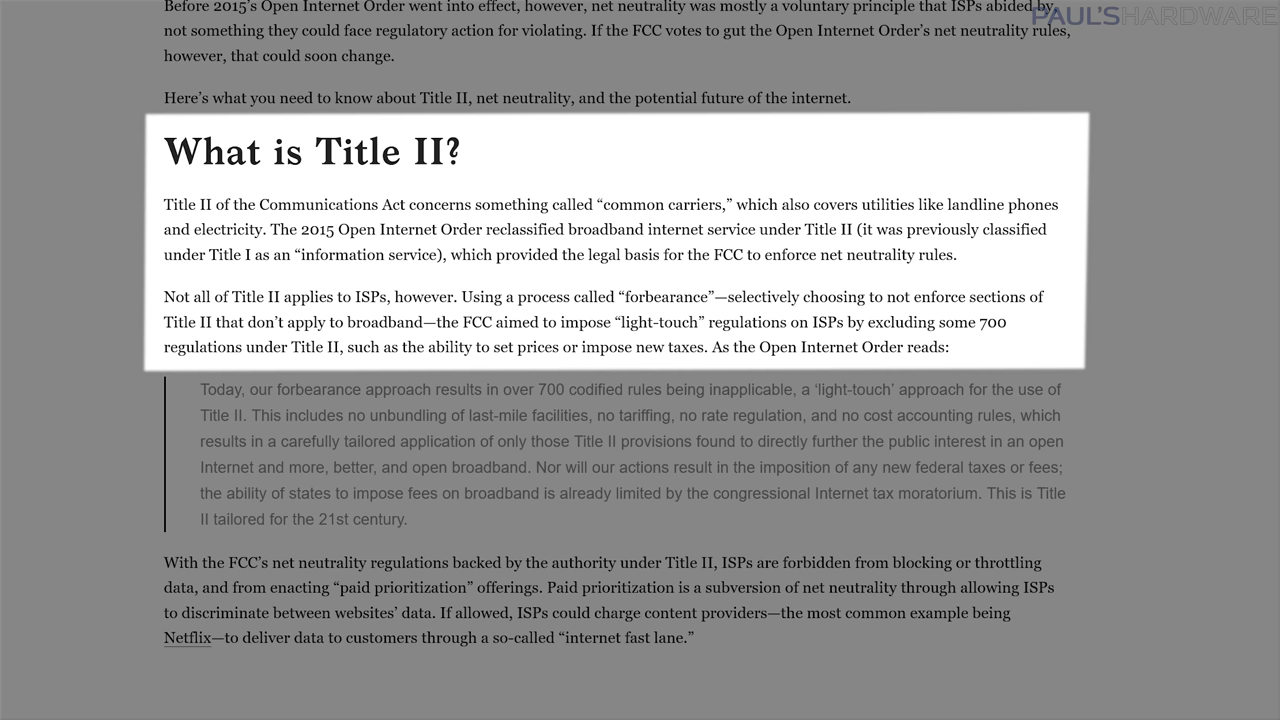 Before 2015’s Open Internet Order went into effect, however, net neutrality was mostly a voluntary principle that ISPs abided by,
PAUL'SHARDWARE
not something they could face regulatory action for violating. If the FCC votes to gut the Open Internet Order’s net neutrality rules,
however, that could soon change.
Here’s what you need to know about Title II, net neutrality, and the potential future of the internet.
What is Title II?
Title II of the Communications Act concerns something called “common carriers,” which also covers utilities like landline phones
and electricity. The 2015 Open Internet Order reclassified broadband internet service under Title II (it was previously classified
under Title I as an “information service), which provided the legal basis for the FCC to enforce net neutrality rules.
Not all of Title II applies to ISPs, however. Using a process called “forbearance”—selectively choosing to not enforce sections of
Title II that don’t apply to broadband—the FCC aimed to impose “light-touch” regulations on ISPs by excluding some 700
regulations under Title II, such as the ability to set prices or impose new taxes. As the Open Internet Order reads:
Today, our forbearance approach results in over 700 codified rules being inapplicable, a ‘light-touch’ approach for the use of
Title II. This includes no unbundling of last-mile facilities, no tariffing, no rate regulation, and no cost accounting rules, which
results in a carefully tailored application of only those Title II provisions found to directly further the public interest in an open
Internet and more, better, and open broadband. Nor will our actions result in the imposition of any new federal taxes or fees;
the ability of states to impose fees on broadband is already limited by the congressional Internet tax moratorium. This is Title
II tailored for the 21st century.
With the FCC’s net neutrality regulations backed by the authority under Title II, ISPs are forbidden from blocking or throttling
data, and from enacting “paid prioritization” offerings. Paid prioritization is a subversion of net neutrality through allowing ISPs
to discriminate between websites’ data. If allowed, ISPs could charge content providers—the most common example being
Netflix—to deliver data to customers through a so-called “internet fast lane.”